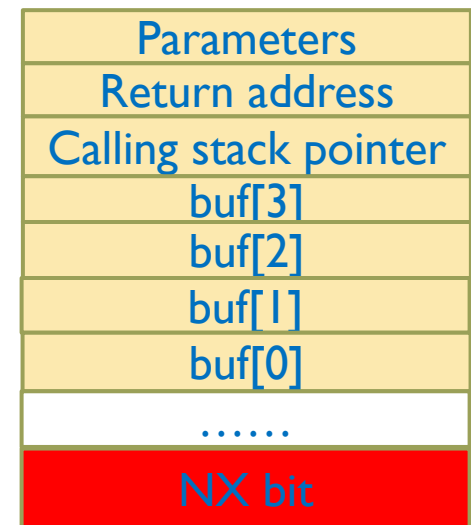 Parameters
Return address
Calling stack pointer
buf[3]
buf[2]
buf[1]
buf[0]
......
NX bit